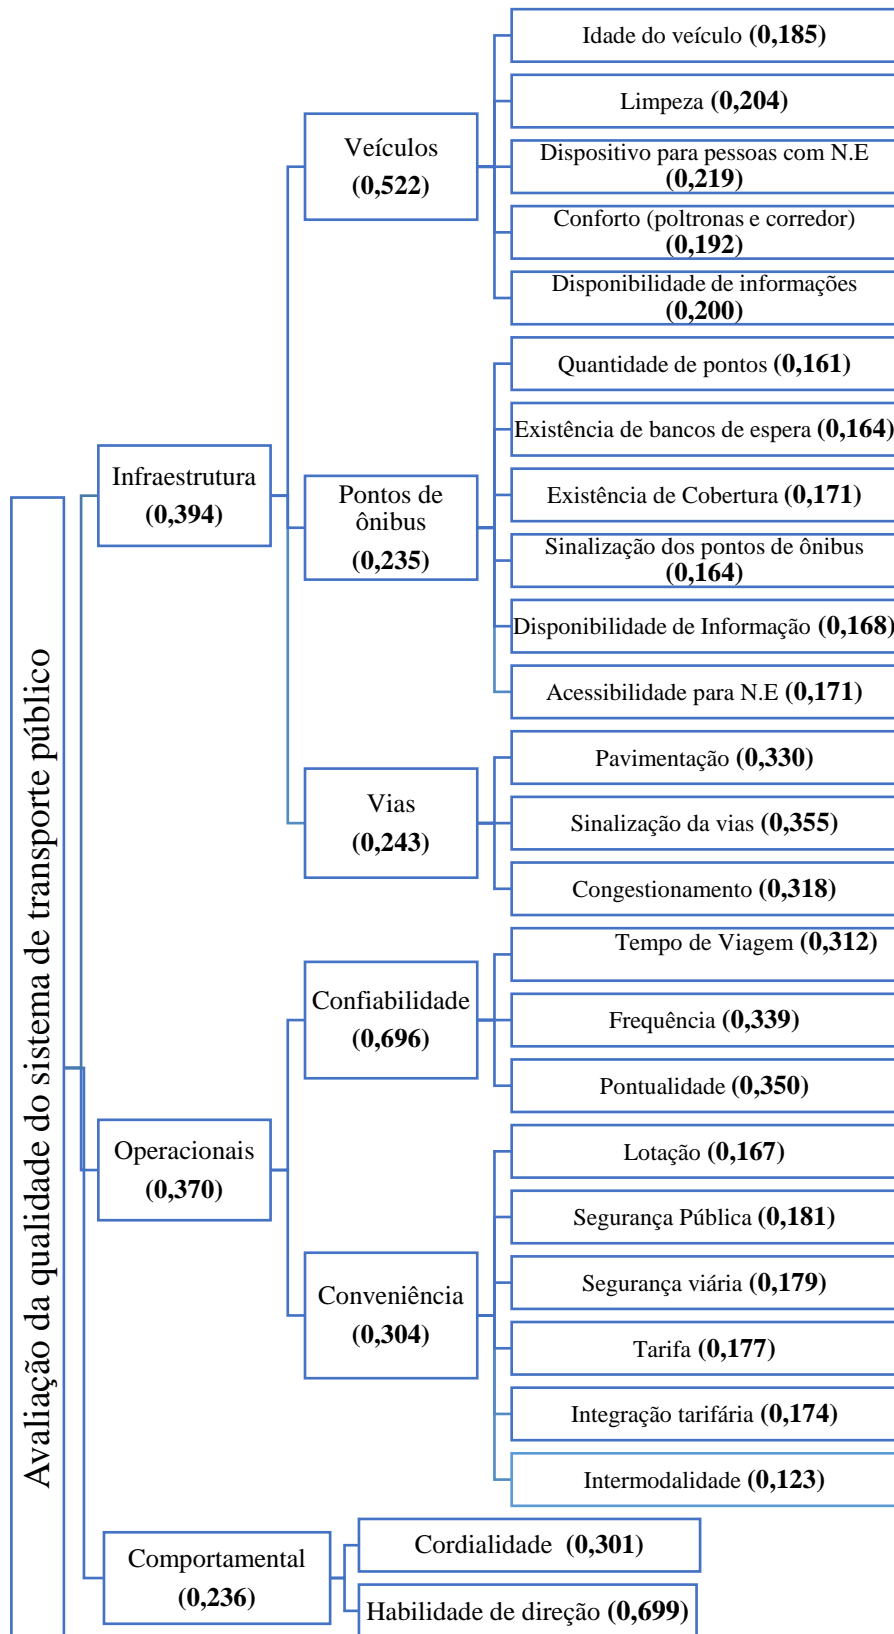 Avaliação da qualidade do sistema de transporte público
Infraestrutura
(0,394)
Veículos
(0,522)
Idade do veículo (0,185)
Limpeza (0,204)
Dispositivo para pessoas com N.E
(0,219)
Conforto (poltronas e corredor)
(0,192)
Disponibilidade de informações
(0,200)
Pontos de
ônibus
(0,235)
Quantidade de pontos (0,161)
Existência de bancos de espera (0,164)
Existência de Cobertura (0,171)
Sinalização dos pontos de ônibus
(0,164)
Disponibilidade de Informação (0,168)
Acessibilidade para N.E (0,171)
Vias
(0,243)
Pavimentação (0,330)
Sinalização da vias (0,355)
Congestionamento (0,318)
Operacionais
(0,370)
Confiabilidade
(0,696)
Tempo de Viagem (0,312)
Frequência (0,339)
Pontualidade (0,350)
Conveniência
(0,304)
Lotação (0,167)
Segurança Pública (0,181)
Segurança viária (0,179)
Tarifa (0,177)
Integração tarifária (0,174)
Intermodalidade (0,123)
Comportamental
(0,236)
Cordialidade (0,301)
Habilidade de direção (0,699)